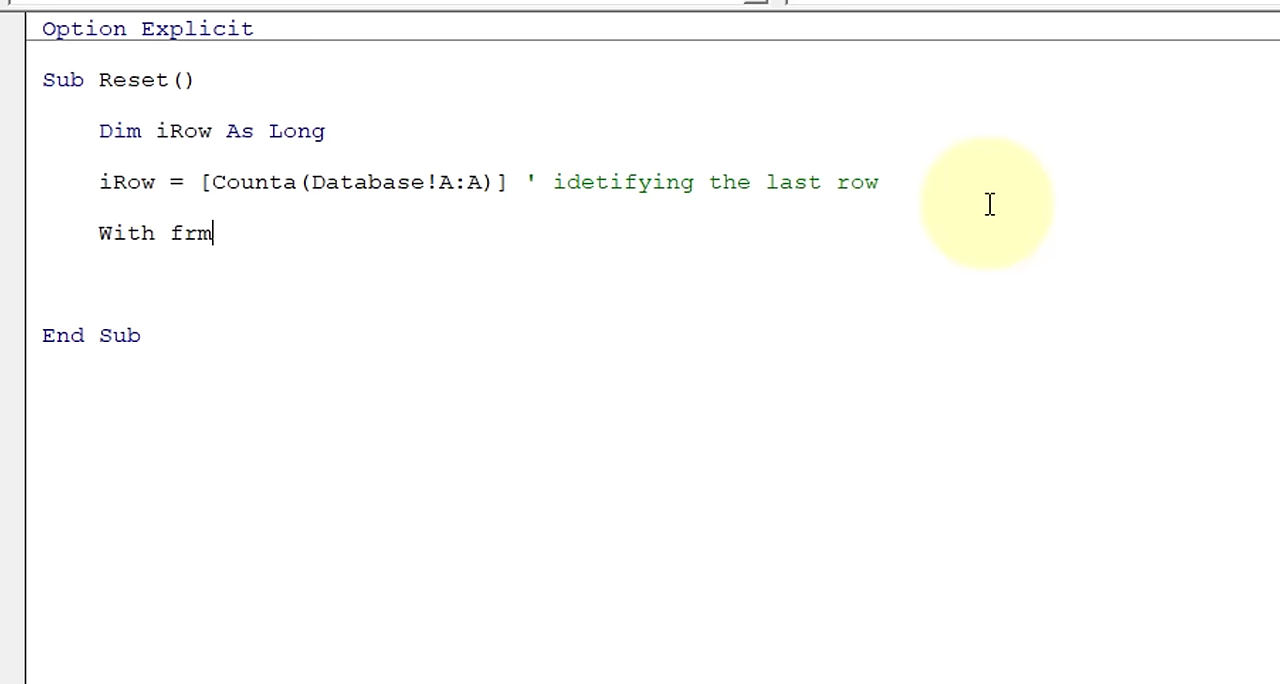 Option Explicit
Sub Reset()
Dim iRow As Long
iRow = [Counta(Database!A:A)] ' idetifying the last row
With frm
End Sub